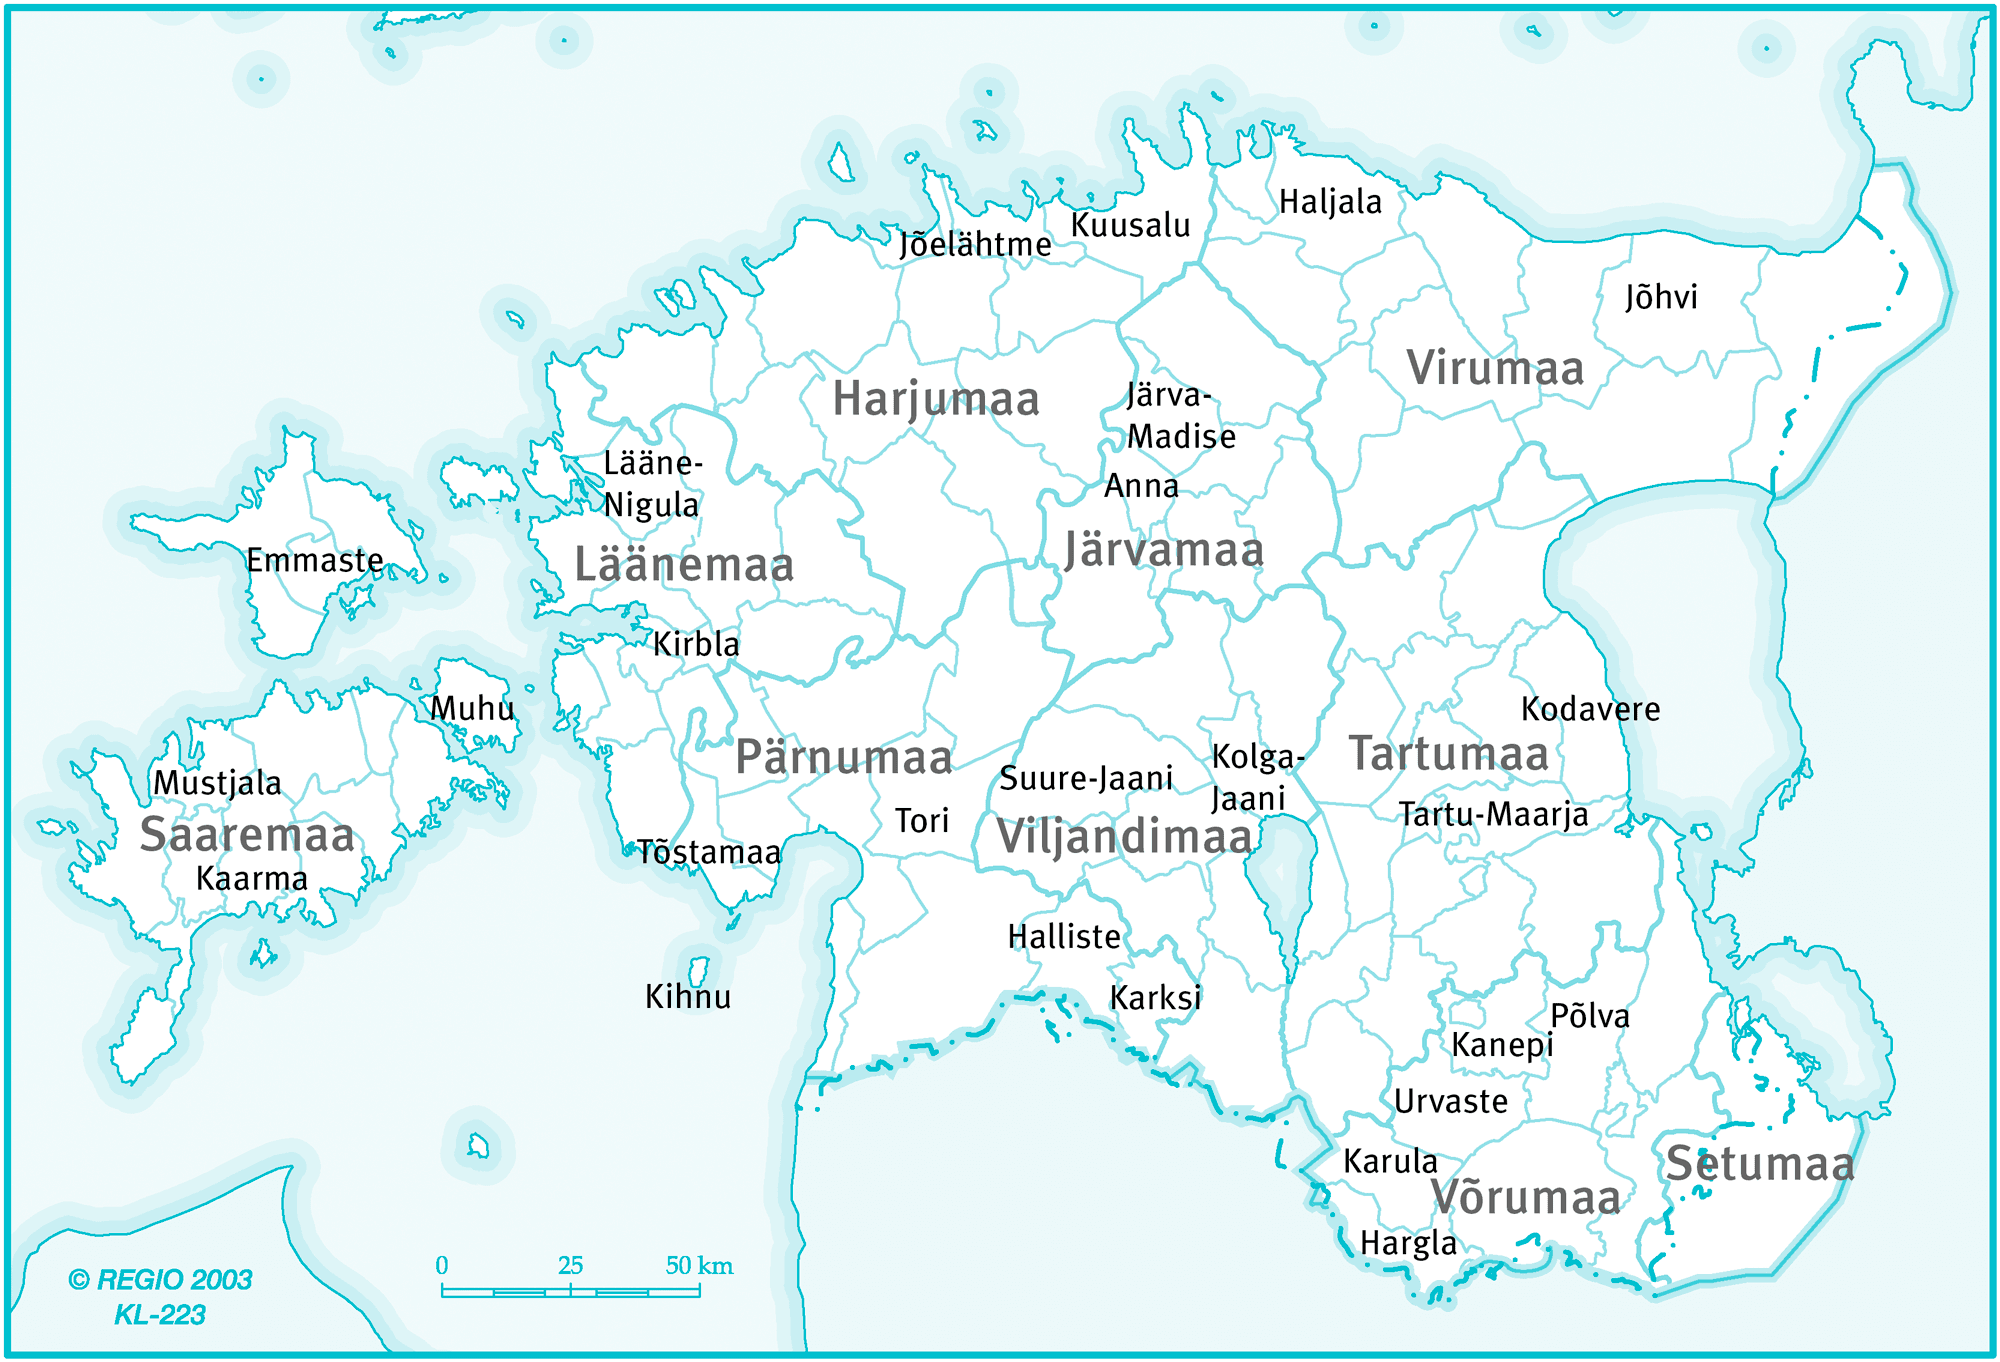 Haljala
Kuusalu
Jõelähtme
Jõhvi
Virumaa
Harjumaa
Järva-
Madise
Lääne-
Nigula
Anna
Järvamaa
Emmaste
Läänemaa
Kirbla
Muhu
Kodavere
Pärnumaa
Tartumaa
Kolga-
Jaani
Suure-Jaani
Mustjala
Tartu-Maarja
Tori
Saaremaa
Viljandimaa
Tõstamaa
Kaarma
Halliste
Kihnu
Karksi
Põlva
Kanepi
Urvaste
Karula
Setumaa
Võrumaa
Hargla
0 25 50 km
© REGIO 2003
KL-223